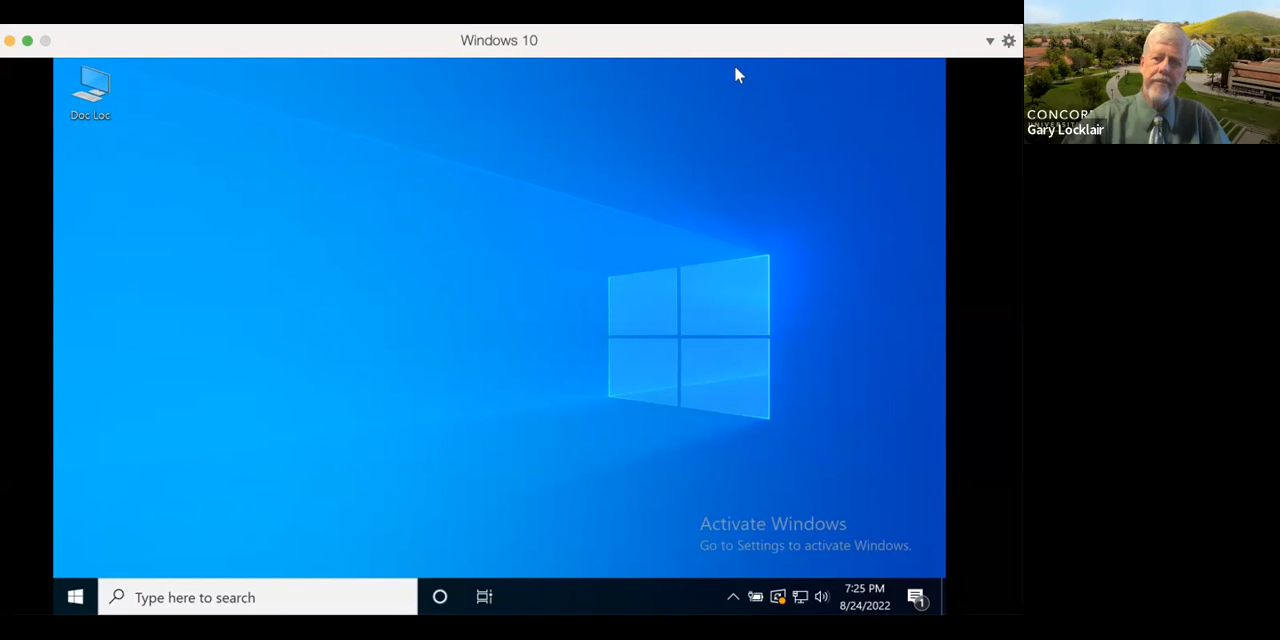 Windows 10
Doc Loc
CONCOR
Gary Locklair
Activate Windows
Go to Settings to activate Windows.
Type here to search
7:25 PM
8/24/2022
1